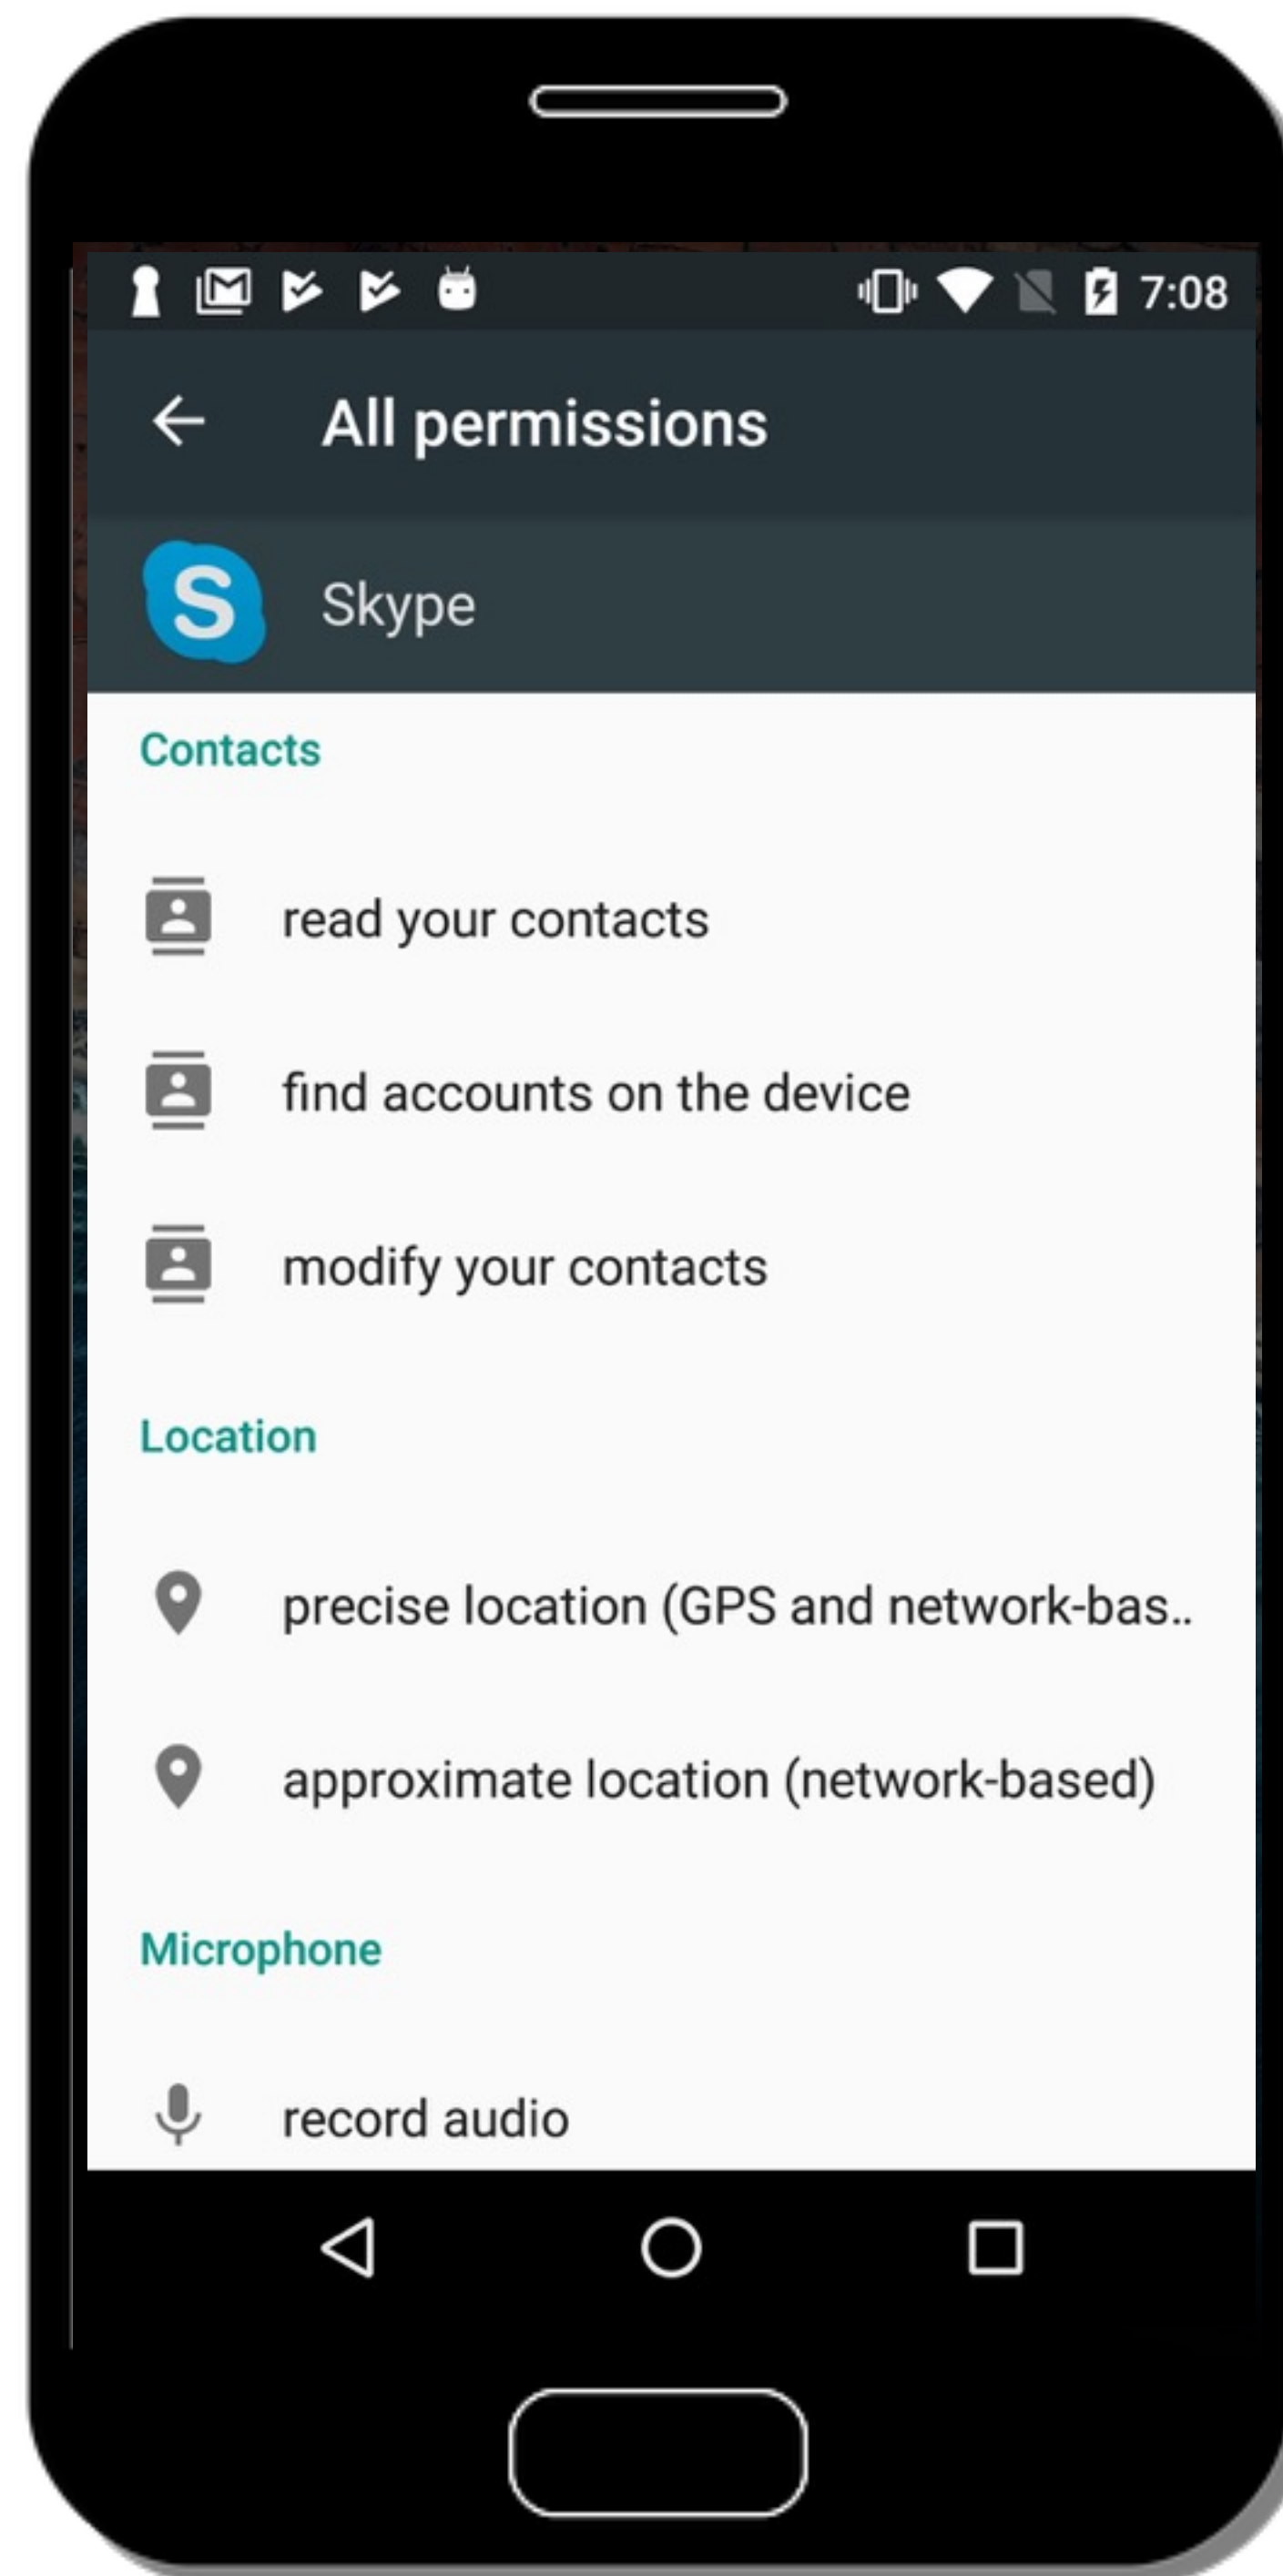 7:08
All permissions
S Skype
Contacts
read your contacts
find accounts on the device
modify your contacts
Location
precise location (GPS and network-bas..
approximate location (network-based)
Microphone
record audio